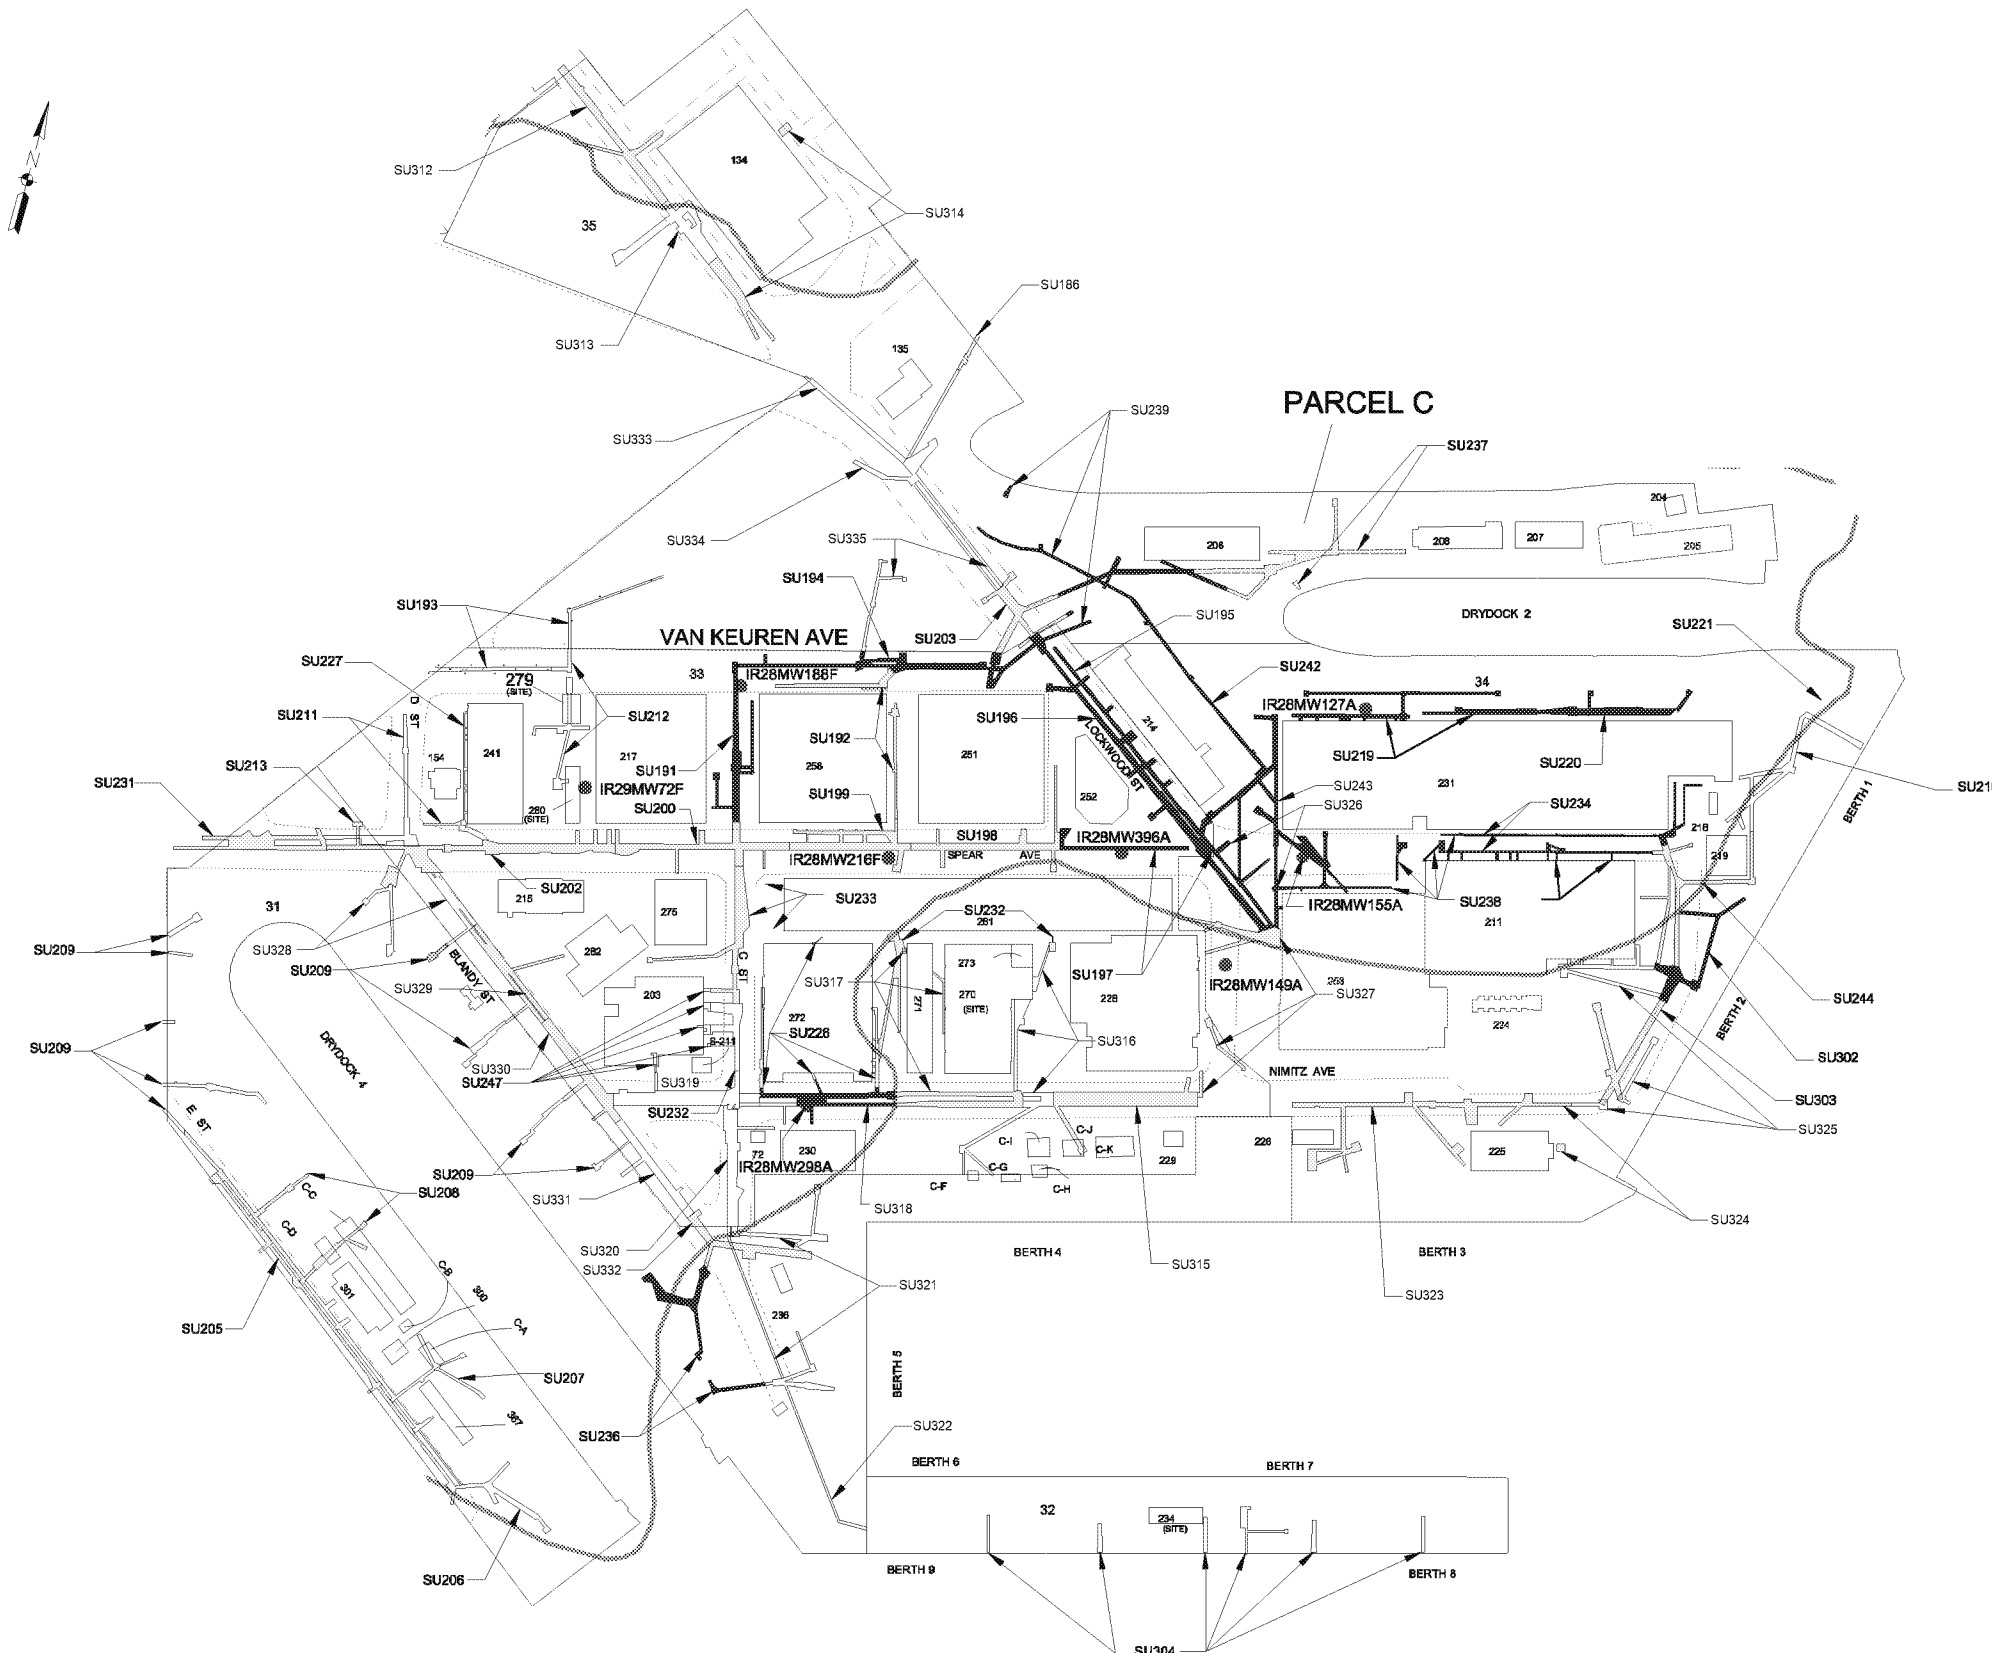 134
SU312
N
SU314
35
SU186
SU313
135
PARCEL C
SU239
SU333
SU237
204
SU334
SU335
206
208
207
205
SU194
SU193
DRYDOCK 2
SU195
SU221
VAN KEUREN AVE
SU203
SU227
SU242
33
IR28MW188F
279
(SITE)
34
D ST
IR28MW127A
SU211
SU212
SU196
214
LOCKWOOD ST
SU192
241
217
251
154
258
SU219
SU213
SU191
SU220
231
SU231
IR29MW72F
SU243
BERTH 1
280
(SITE)
SU199
252
SU326
SU234
SU200
218
SU198
IR28MW396A
IR28MW216F
SPEAR AVE
219
SU202
215
275
SU233
31
IR28MW155A
SU238
211
SU232
261
SU209
SU328
282
SU209
BLANDY ST
C ST
273
SU197
SU317
SU329
203
IR28MW149A
253
SU327
270
(SITE)
271
228
272
SU244
224
BERTH 2
SU226
SU209
DRYDOCK 4
S-211
SU316
SU302
SU330
SU247
SU319
NIMITZ AVE
SU232
SU303
E ST
SU325
C-J
C-I
72
230
C-K
229
226
225
IR28MW298A
SU209
C-G
C-F
C-H
SU208
C-C
SU331
SU318
SU324
C-D
SU320
BERTH 4
BERTH 3
SU315
SU332
C-B
SU321
301
300
SU323
236
SU205
C-A
BERTH 5
SU207
367
SU322
SU236
BERTH 6
BERTH 7
32
234
(SITE)
SU206
BERTH 9
BERTH 8
SU304